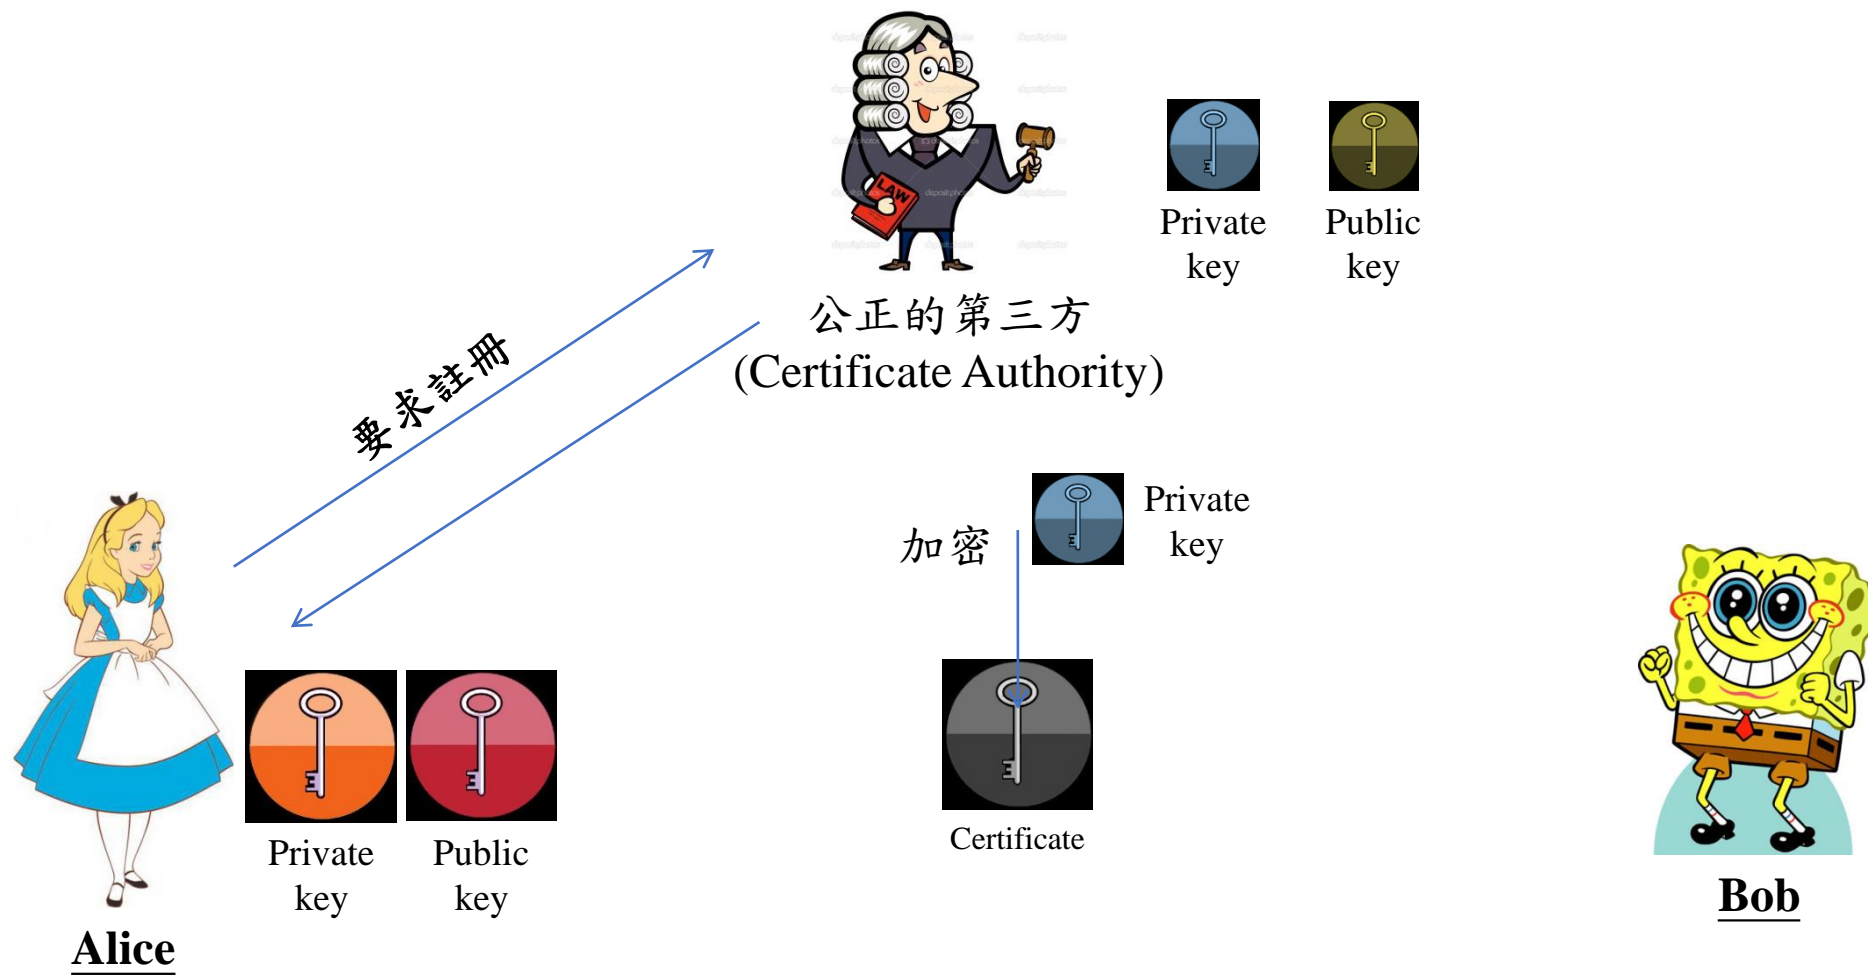 LAW
Private
key
Public
key
公正的第三方
(Certificate Authority)
要求註冊
加密
Private
key
Certificate
Private
key
Public
key
Alice
Bob